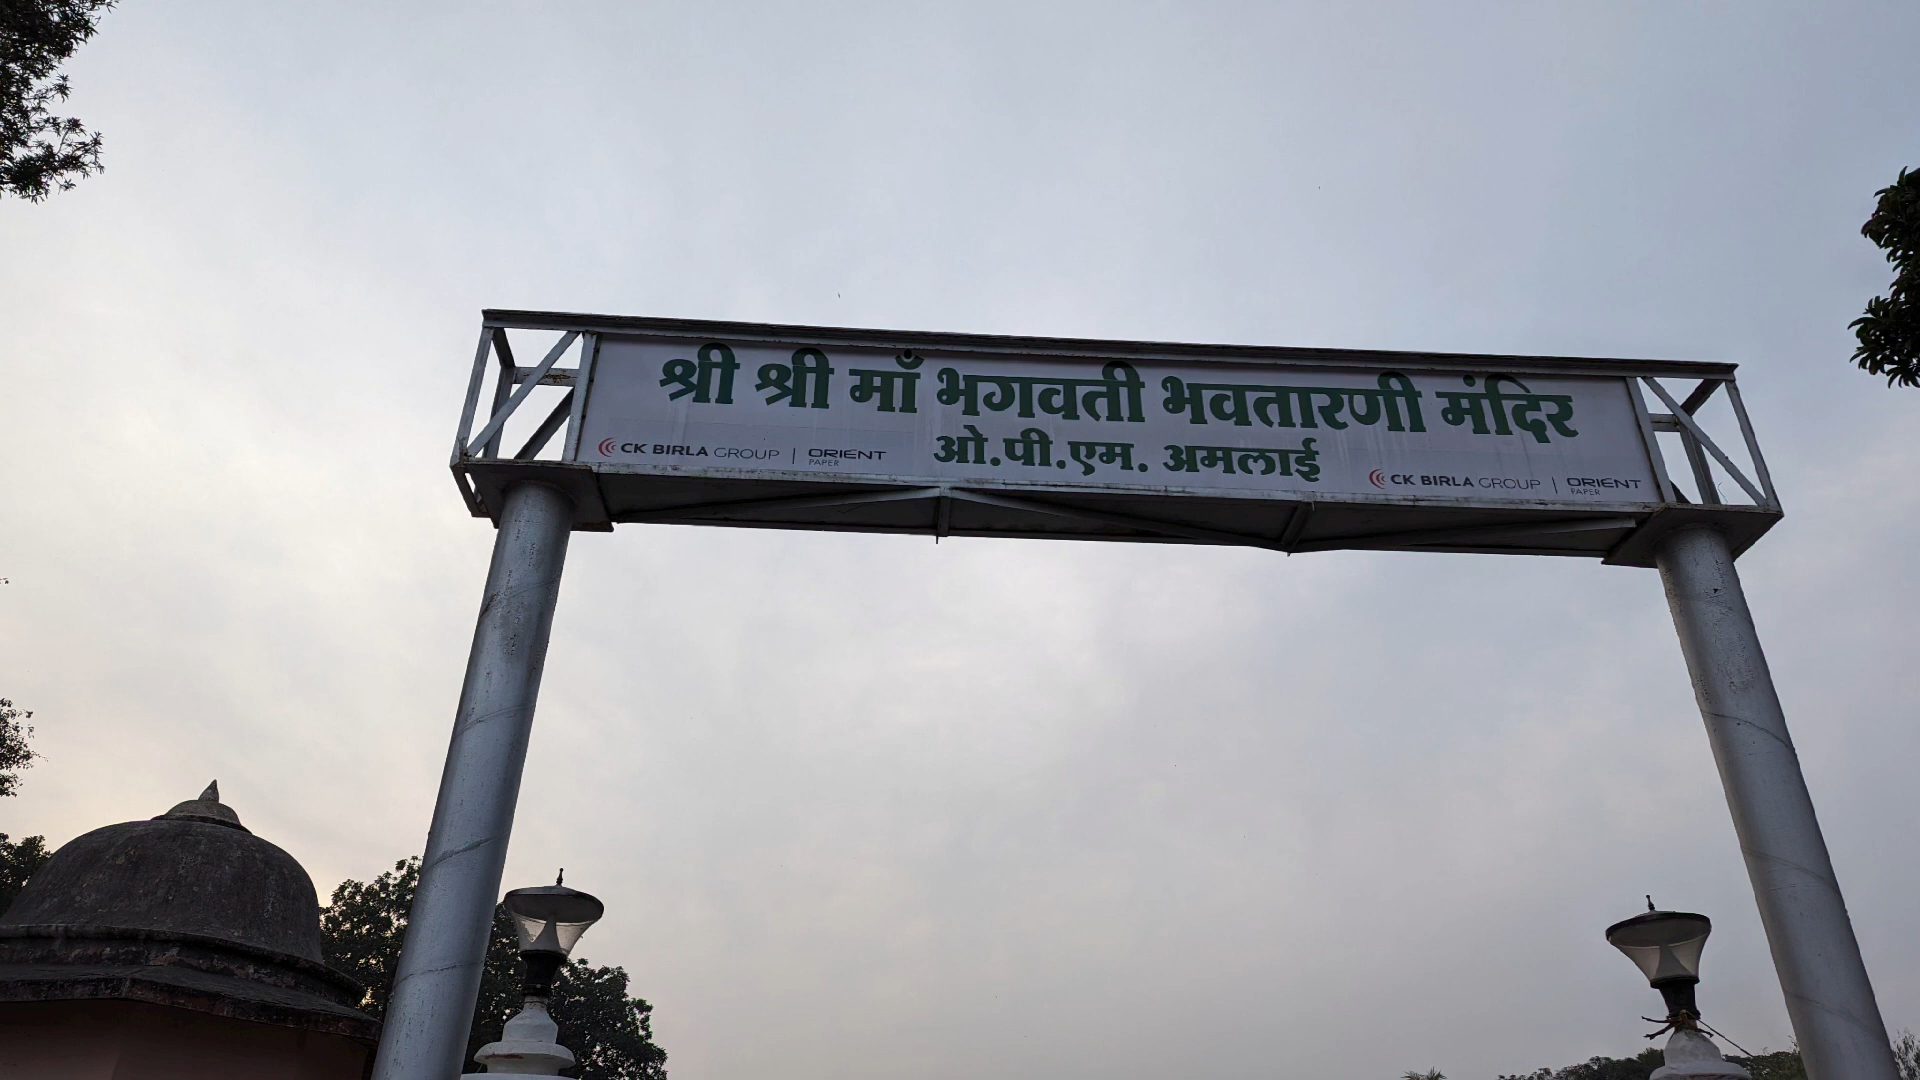 श्री श्री माँ भगवती भवतारणी मंदिर
ओ.पी.एम. अमलाई
CK BIRLA GROUP | ORIENT PAPER
CK BIRLA GROUP | ORIENT PAPER